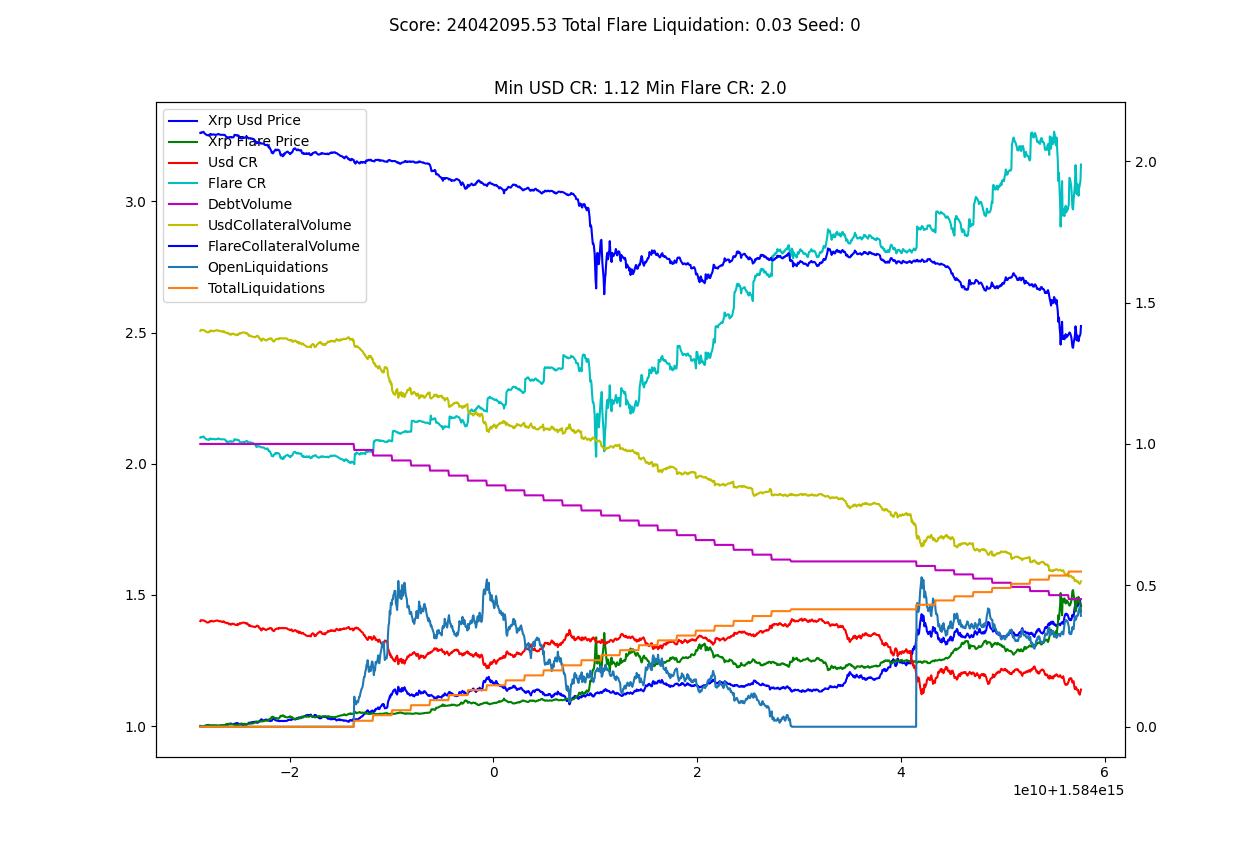 Score: 24042095.53 Total Flare Liquidation: 0.03 Seed: 0
Min USD CR: 1.12 Min Flare CR: 2.0
Xrp Usd Price
Xrp Flare Price
Usd CR
Flare CR
DebtVolume
UsdCollateralVolume
FlareCollateralVolume
OpenLiquidations
TotalLiquidations
3.0
2.5
2.0
1.5
1.0
2.0
1.5
1.0
0.5
0.0
−2
0
2
4
6
1e10+1.584e15